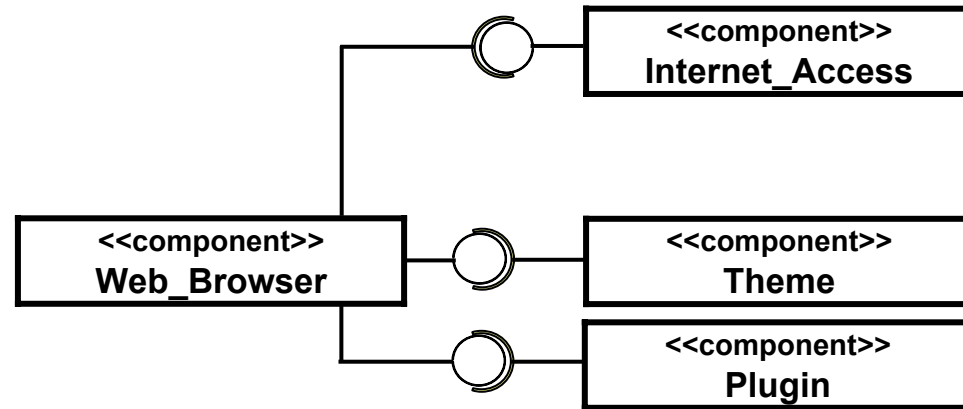 <<component>>
Internet_Access
<<component>>
Web_Browser
<<component>>
Theme
<<component>>
Plugin